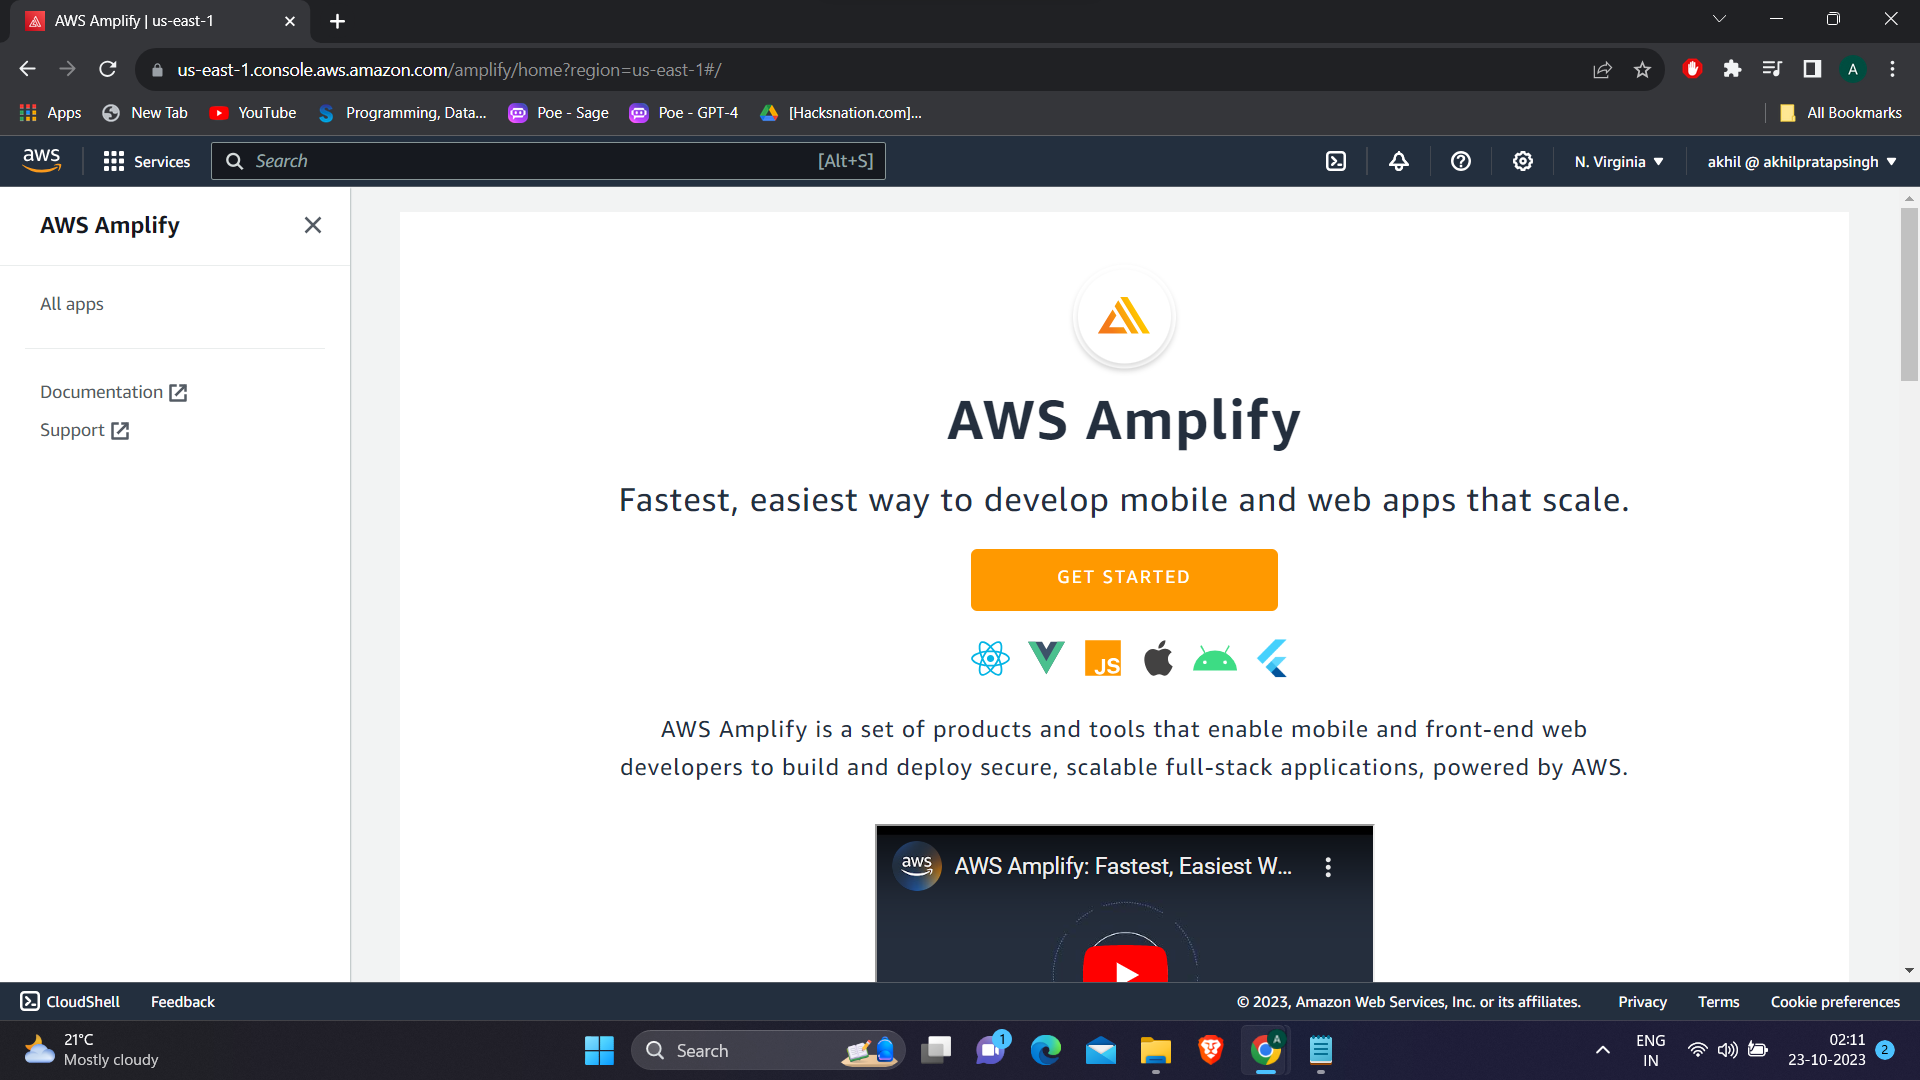 AWS Amplify | us-east-1
us-east-1.console.aws.amazon.com/amplify/home?region=us-east-1#/
A
Apps
New Tab
YouTube
Programming, Data...
Poe - Sage
Poe - GPT-4
[Hacksnation.com]...
All Bookmarks
aws
Services
Search
[Alt+S]
N. Virginia
akhil @ akhilpratapsingh
AWS Amplify
All apps
Documentation
Support
AWS Amplify
Fastest, easiest way to develop mobile and web apps that scale.
GET STARTED
JS
AWS Amplify is a set of products and tools that enable mobile and front-end web
developers to build and deploy secure, scalable full-stack applications, powered by AWS.
aws
AWS Amplify: Fastest, Easiest W...
CloudShell
Feedback
© 2023, Amazon Web Services, Inc. or its affiliates.
Privacy
Terms
Cookie preferences
21°C
Mostly cloudy
Search
1
A
ENG
IN
02:11
23-10-2023
2